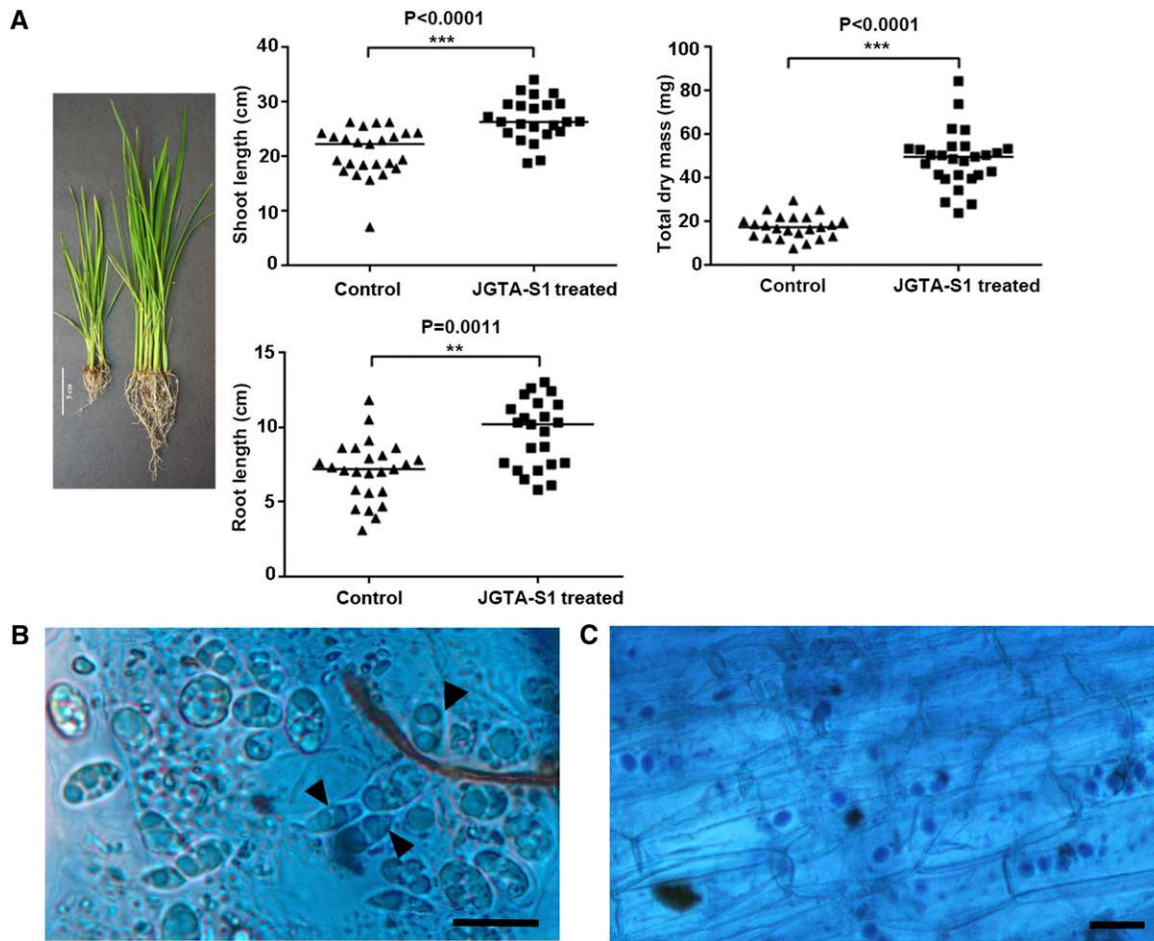 A
P<0.0001
***
Shoot length (cm)
40
30
20
10
0
Control
JGTA-S1 treated
P<0.0001
***
Total dry mass (mg)
100
80
60
40
20
0
Control
JGTA-S1 treated
5 cm
P=0.0011
**
Root length (cm)
15
10
5
0
Control
JGTA-S1 treated
B
C